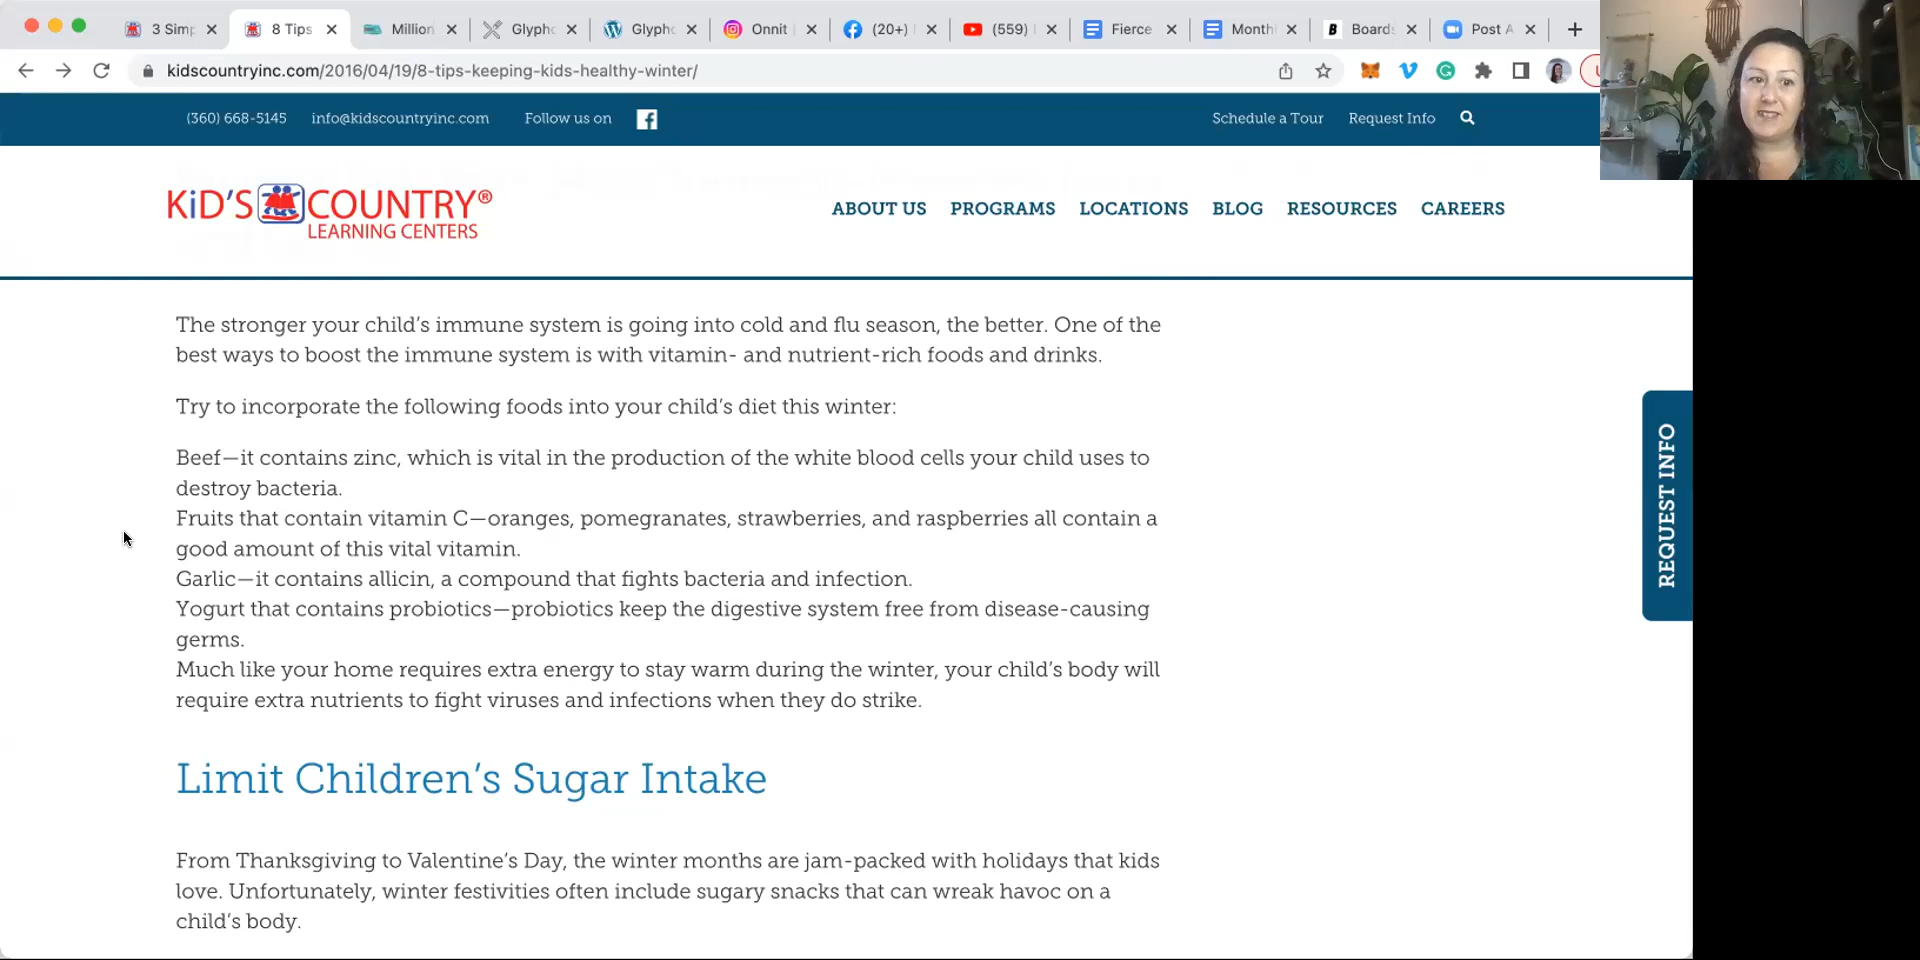 3 Simp
8 Tips
Million
Glypho
Glypho
Onnit
(20+)
(559)
Fierce
Month
B
Boards
Post A
kidscountryinc.com/2016/04/19/8-tips-keeping-kids-healthy-winter/
(360) 668-5145
info@kidscountryinc.com
Follow us on
Schedule a Tour
Request Info
KiD'S COUNTRY®
LEARNING CENTERS
ABOUT US
PROGRAMS
LOCATIONS
BLOG
RESOURCES
CAREERS
The stronger your child’s immune system is going into cold and flu season, the better. One of the
best ways to boost the immune system is with vitamin- and nutrient-rich foods and drinks.
Try to incorporate the following foods into your child’s diet this winter:
Beef—it contains zinc, which is vital in the production of the white blood cells your child uses to
destroy bacteria.
Fruits that contain vitamin C—oranges, pomegranates, strawberries, and raspberries all contain a
good amount of this vital vitamin.
Garlic—it contains allicin, a compound that fights bacteria and infection.
Yogurt that contains probiotics—probiotics keep the digestive system free from disease-causing
germs.
Much like your home requires extra energy to stay warm during the winter, your child’s body will
require extra nutrients to fight viruses and infections when they do strike.
REQUEST INFO
Limit Children’s Sugar Intake
From Thanksgiving to Valentine’s Day, the winter months are jam-packed with holidays that kids
love. Unfortunately, winter festivities often include sugary snacks that can wreak havoc on a
child’s body.